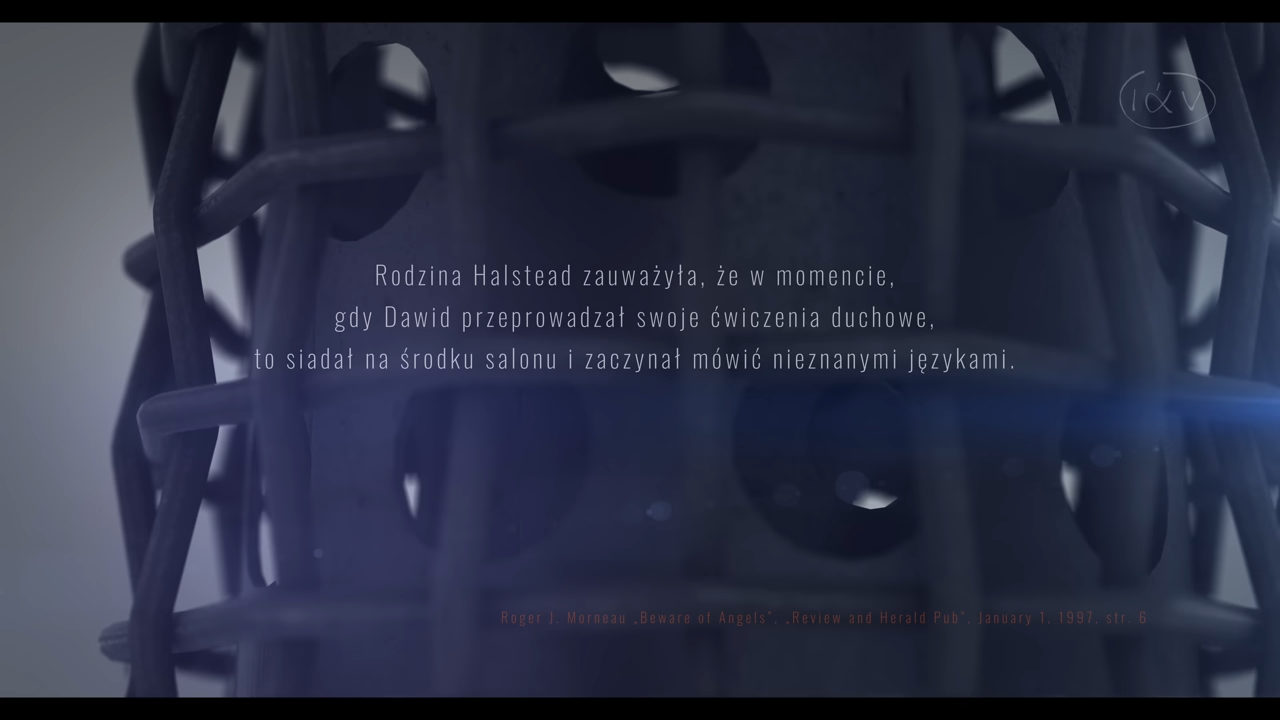 Rodzina Halstead zauważyła, że w momencie,
gdy Dawid przeprowadzał swoje ćwiczenia duchowe,
to siadał na środku salonu i zaczynał mówić nieznanymi językami.
Roger J. Morneau „Beware of Angels”, „Review and Herald Pub”, January 1, 1997, str. 6